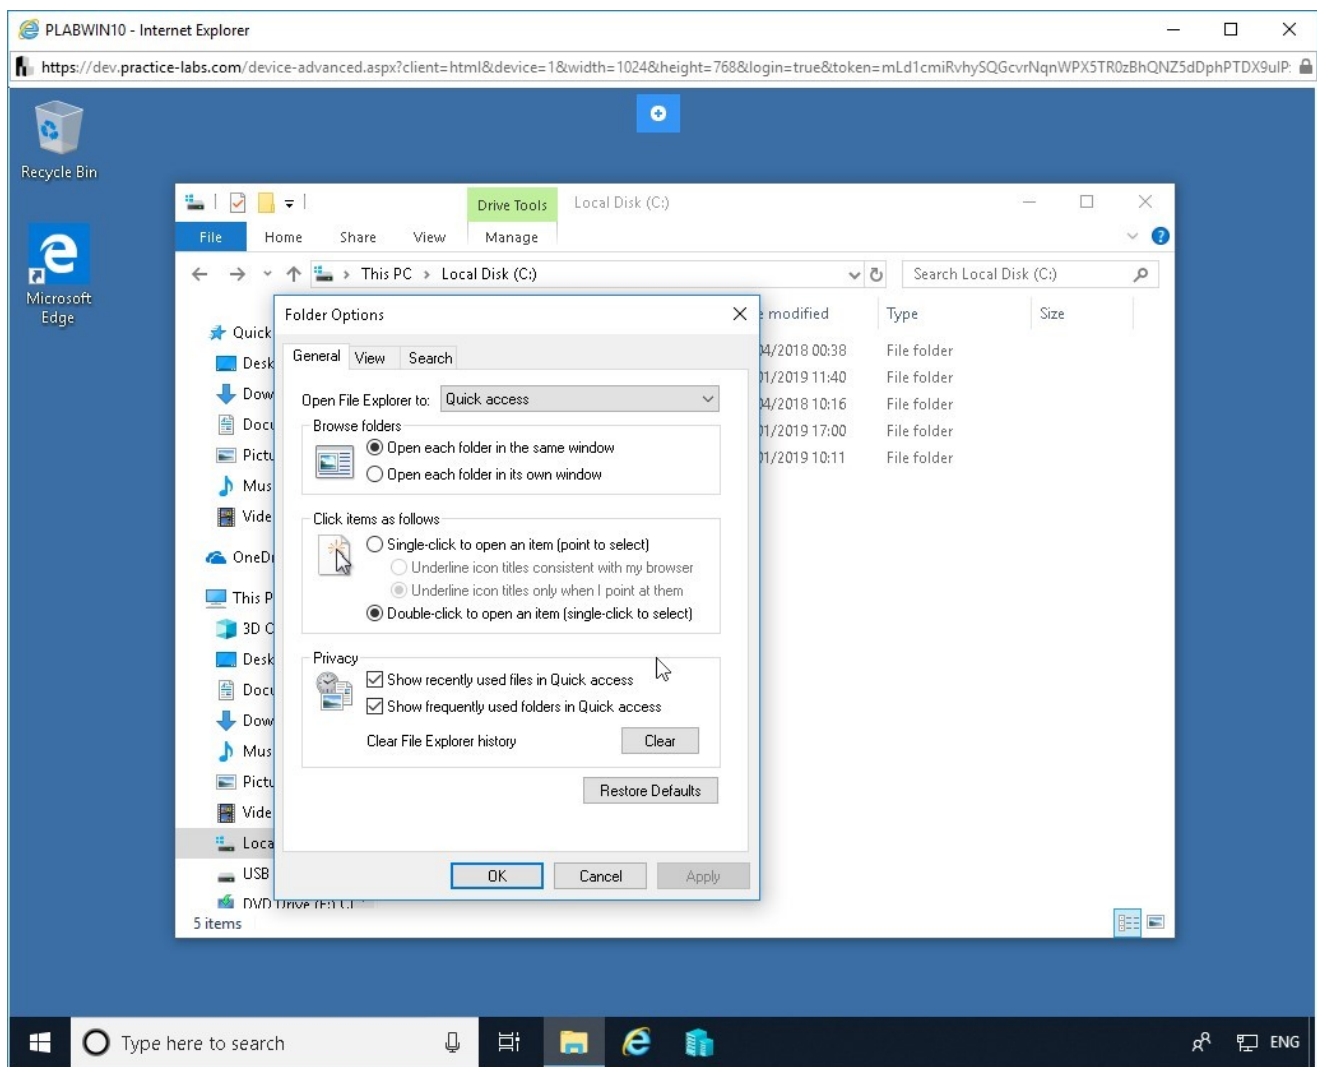 PLABWIN10 - Internet Explorer
https://dev.practice-labs.com/device-advanced.aspx?client=html&device=1&width=1024&height=768&login=true&token=mLd1cmiRvhySQGcvrNqnWPX5TR0zBhQNZ5dDphPTDX9uIP:
Recycle Bin
Microsoft
Edge
Drive Tools
Local Disk (C:)
File
Home
Share
View
Manage
This PC > Local Disk (C:)
Search Local Disk (C:)
e modified
Type
Size
Quick
Desk
Dow
Docu
Pictu
Mus
Vide
OneDr
This P
3D O
Desk
Docu
Dow
Mus
Pictu
Vide
Loca
USB
DVD Drive (F:) C
5 items
04/2018 00:38
File folder
01/2019 11:40
File folder
04/2018 10:16
File folder
01/2019 17:00
File folder
01/2019 10:11
File folder
Folder Options
General
View
Search
Open File Explorer to:
Quick access
Browse folders
Open each folder in the same window
Open each folder in its own window
Click items as follows
Single-click to open an item (point to select)
Underline icon titles consistent with my browser
Underline icon titles only when I point at them
Double-click to open an item (single-click to select)
Privacy
Show recently used files in Quick access
Show frequently used folders in Quick access
Clear File Explorer history
Clear
Restore Defaults
OK
Cancel
Apply
Type here to search
ENG